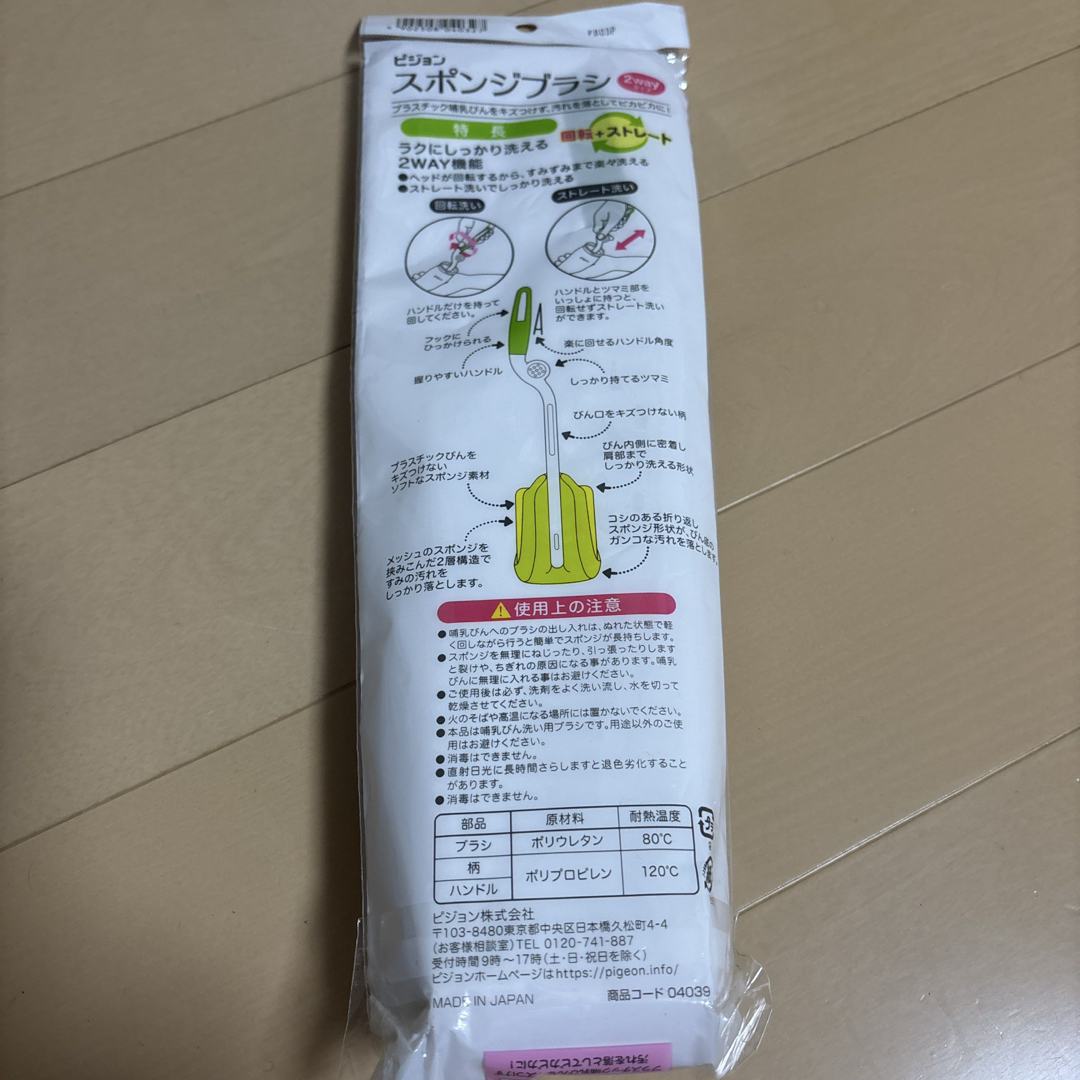 ピジョン
スポンジブラシ 2way
プラスチック哺乳びんをキズつけず、汚れを落としてピカピカに!
特長
回転+ストレート
ラクにしっかり洗える
2WAY機能
●ヘッドが回転するから、すみずみまで楽々洗える
●ストレート洗いでしっかり洗える
回転洗い
ストレート洗い
ハンドルだけを持って
回してください。
ハンドルとツマミ部を
いっしょに持つと、
回転せずストレート洗い
ができます。
フックに
ひっかけられる
楽に回せるハンドル角度
握りやすいハンドル
しっかり持てるツマミ
びん口をキズつけない柄
プラスチックびんを
キズつけない
ソフトなスポンジ素材
びん内側に密着し
肩部まで
しっかり洗える形状
メッシュのスポンジを
挟みこんだ2層構造で
すみの汚れを
しっかり落とします。
コシのある折り返し
スポンジ形状が、びん底の
ガンコな汚れを落とします。
使用上の注意
●哺乳びんへのブラシの出し入れは、ぬれた状態で軽
く回しながら行うと簡単でスポンジが長持ちします。
●スポンジを無理にねじったり、引っ張ったりします
と裂けや、ちぎれの原因になる事があります。哺乳
びんに無理に入れる事はお避けください。
●ご使用後は必ず、洗剤をよく洗い流し、水を切って
乾燥させてください。
●火のそばや高温になる場所には置かないでください。
●本品は哺乳びん洗い用ブラシです。用途以外のご使
用はお避けください。
●消毒はできません。
●直射日光に長時間さらしますと退色劣化すること
があります。
●消毒はできません。
部品 原材料 耐熱温度
ブラシ ポリウレタン 80℃
柄
ハンドル ポリプロピレン 120℃
ピジョン株式会社
〒103-8480東京都中央区日本橋久松町4-4
(お客様相談室)TEL 0120-741-887
受付時間9時〜17時(土・日・祝日を除く)
ピジョンホームページはhttps://pigeon.info/
MADE IN JAPAN 商品コード 04039
汚れを落としてピカピカに!